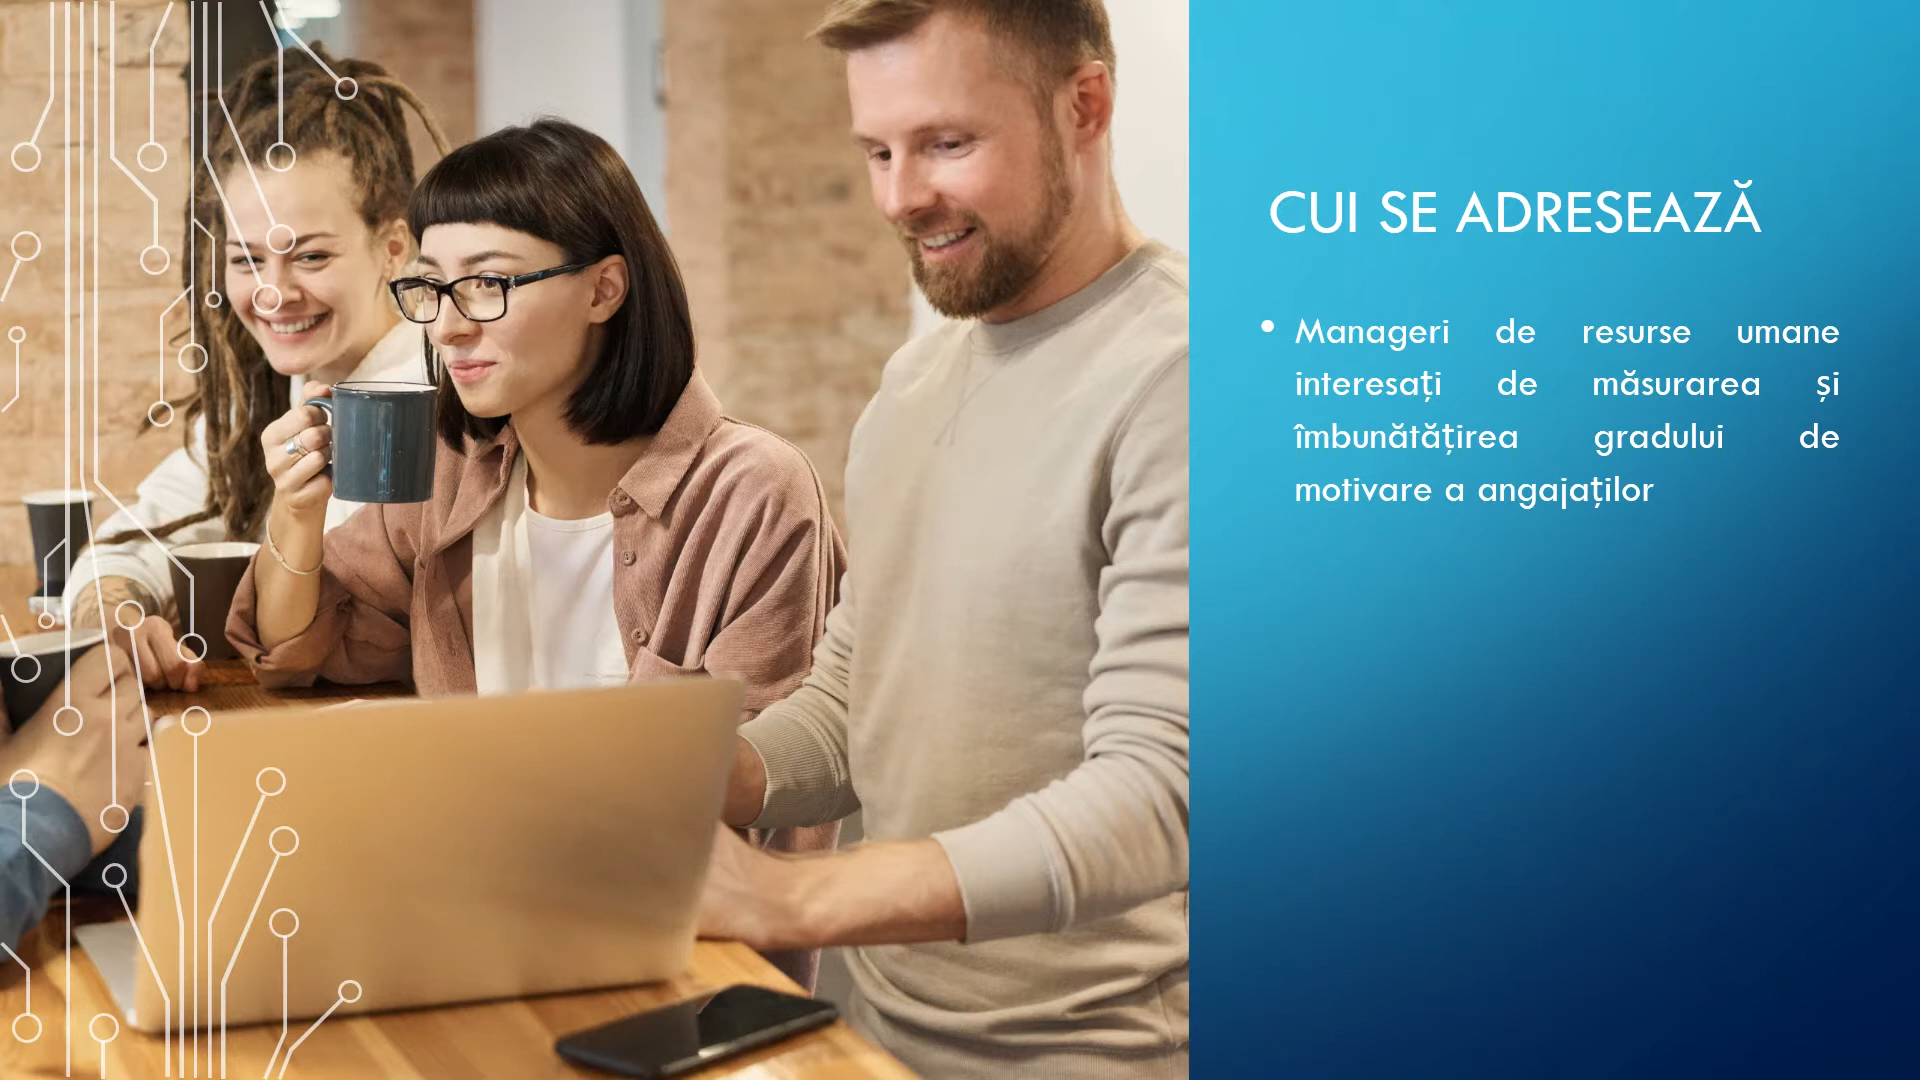 CUI SE ADRESEAZĂ
• Manageri de resurse umane
interesați de măsurarea și
îmbunătățirea gradului de
motivare a angajaților